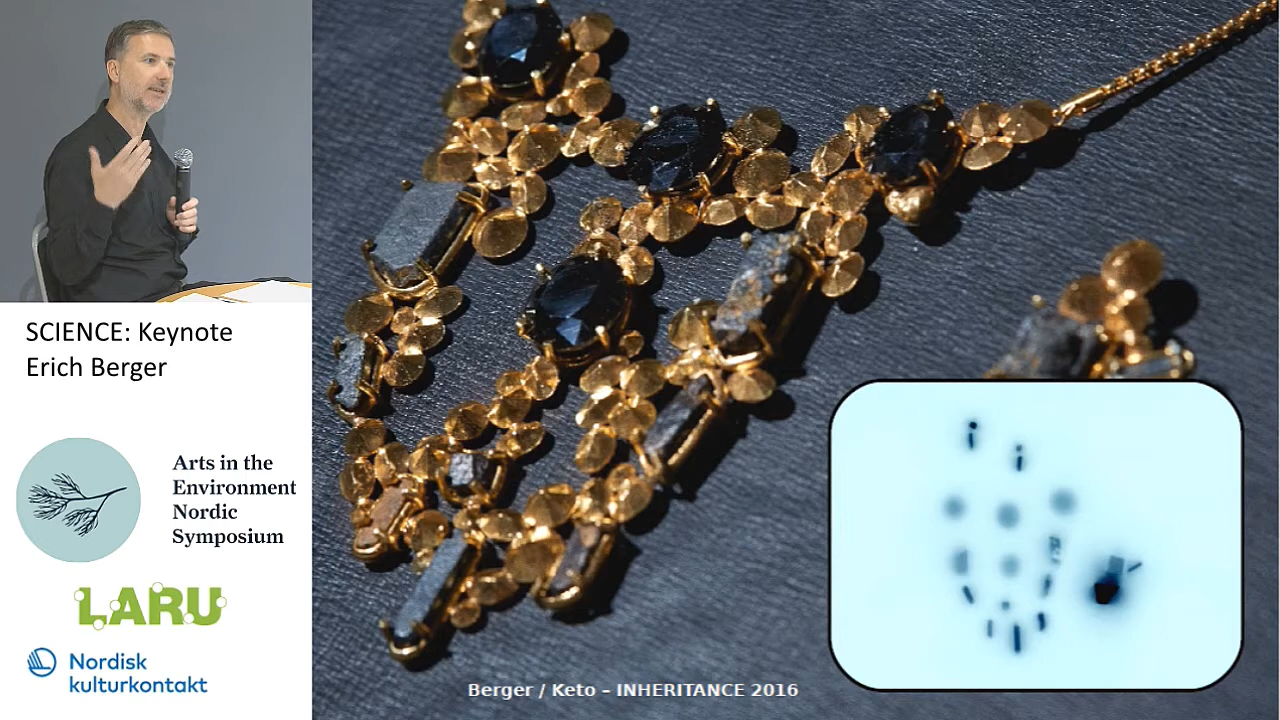 SCIENCE: Keynote
Erich Berger
Arts in the
Environment
Nordic
Symposium
LARU
Nordisk
kulturkontakt
Berger / Keto – INHERITANCE 2016